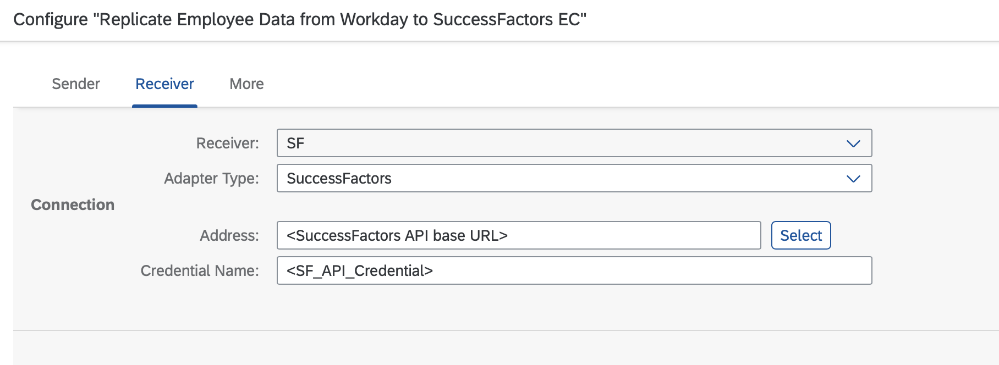 Configure "Replicate Employee Data from Workday to SuccessFactors EC"
Sender Receiver More
Receiver: SF
Adapter Type: SuccessFactors
Connection
Address: <SuccessFactors API base URL> Select
Credential Name: <SF_API_Credential>